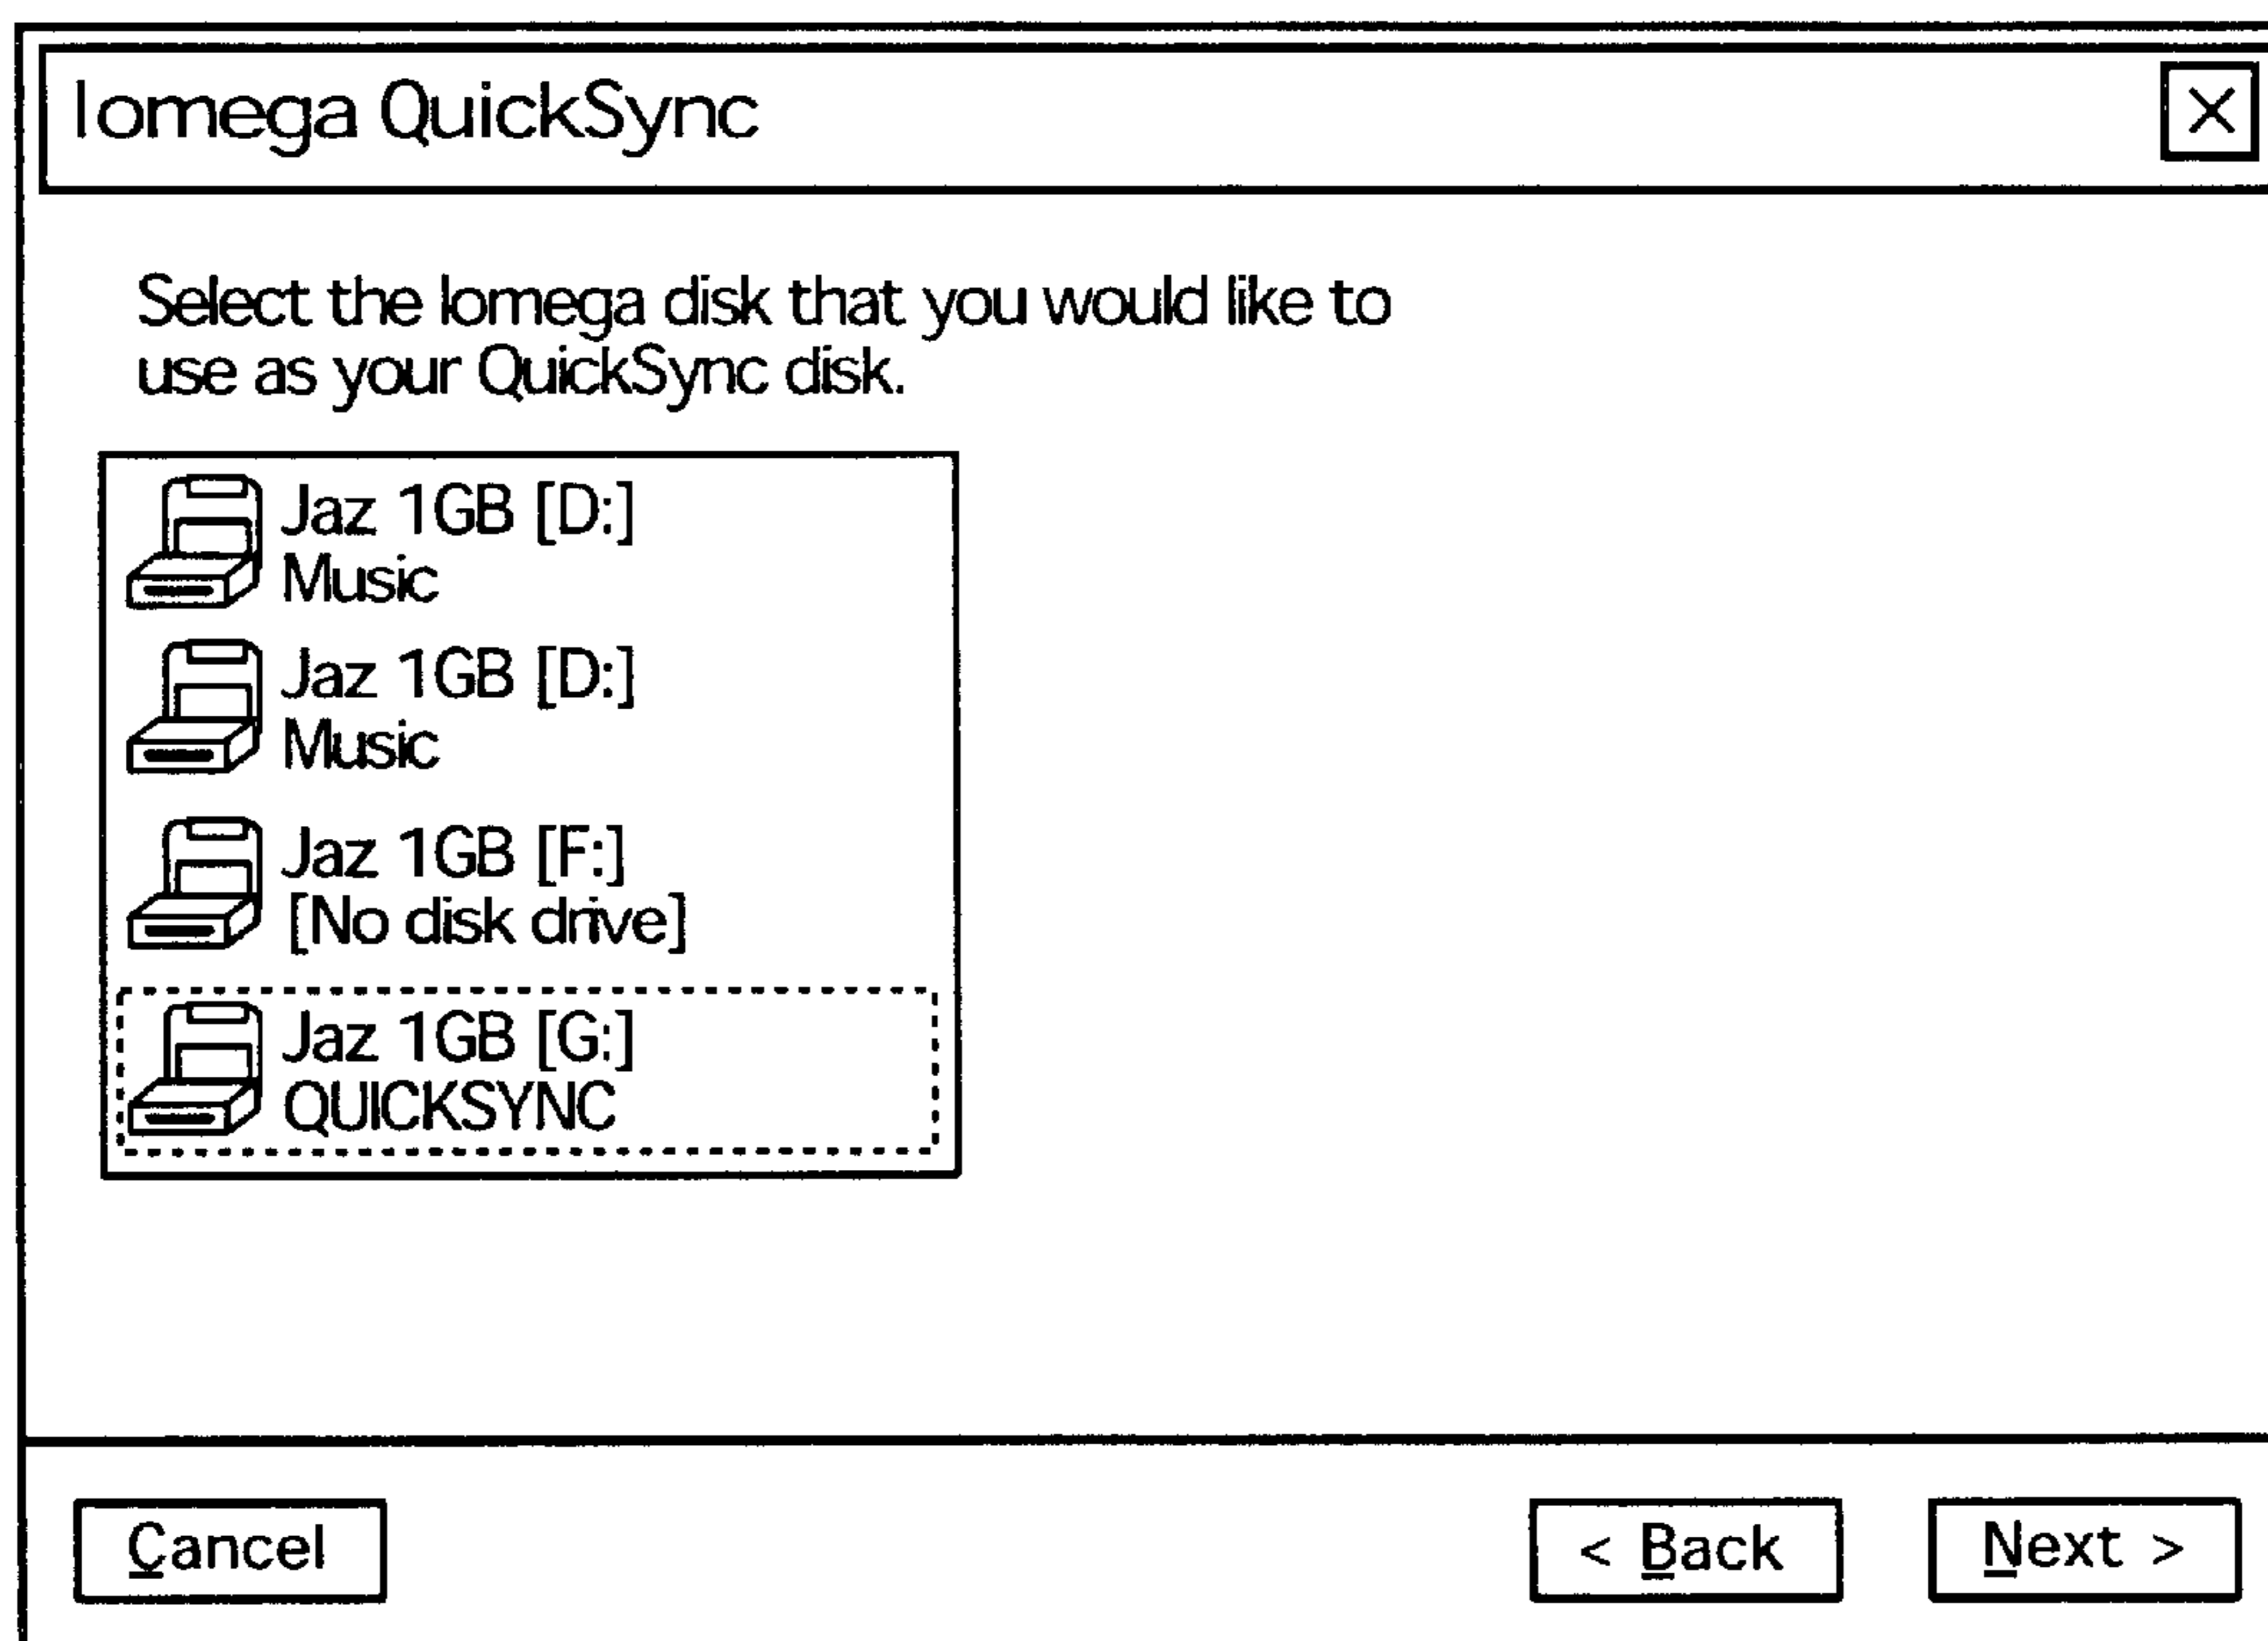 Iomega QuickSync
Select the Iomega disk that you would like to
use as your QuickSync disk.
Jaz 1GB [D:]
Music
Jaz 1GB [D:]
Music
Jaz 1GB [F:]
[No disk drive]
Jaz 1GB [G:]
QUICKSYNC
Cancel
< Back
Next >